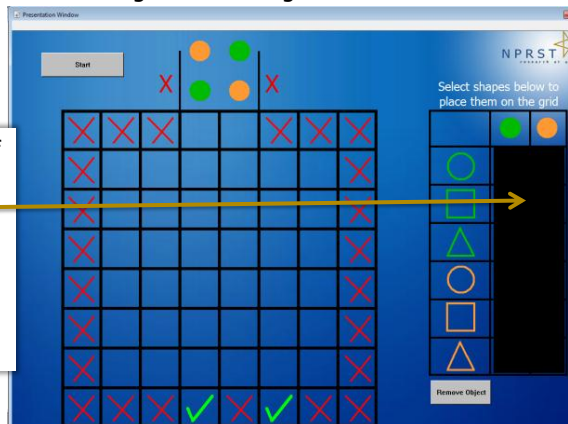 Presentation Window
Start
NPRST
Select shapes below to
place them on the grid
Remove Object